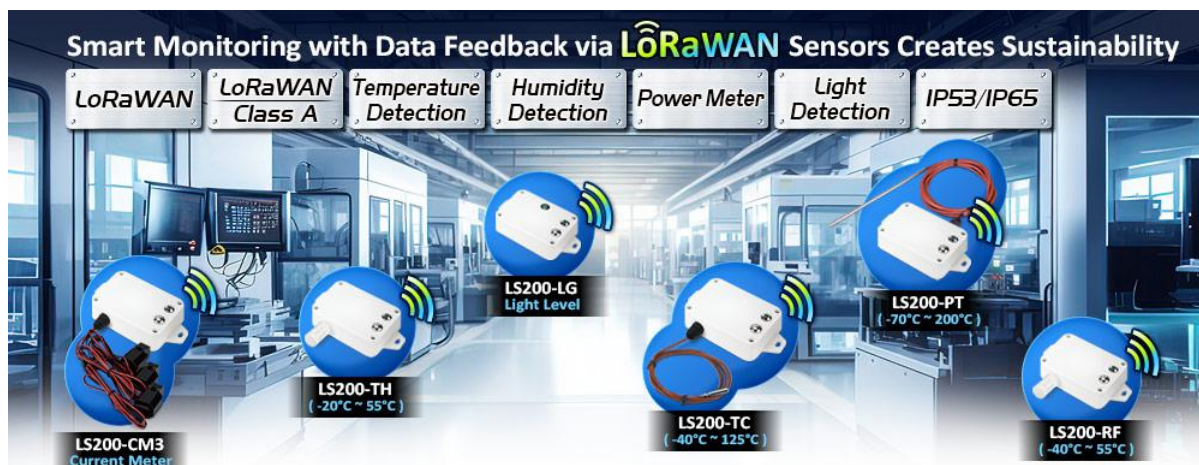 Smart Monitoring with Data Feedback via LoRaWAN Sensors Creates Sustainability
LoRaWAN
LoRaWAN
Class A
Temperature
Detection
Humidity
Detection
Power Meter
Light
Detection
IP53/IP65
LS200-LG
Light Level
LS200-PT
( -70°C ~ 200°C )
LS200-TH
( -20°C ~ 55°C )
LS200-TC
( -40°C ~ 125°C )
LS200-CM3
Current Meter
LS200-RF
( -40°C ~ 55°C )